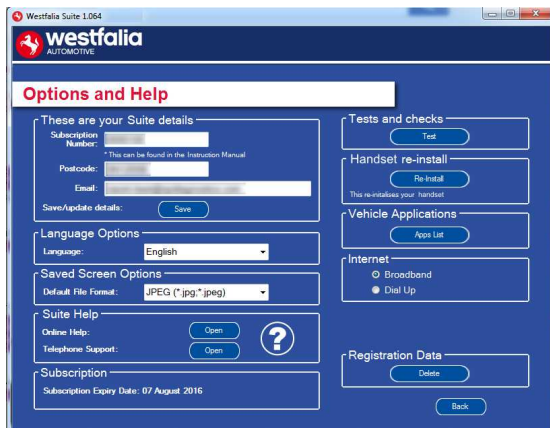 Westfalia Suite 1.064
westfalia
AUTOMOTIVE
Options and Help
These are your Suite details
Subscription
Number:
* This can be found in the Instruction Manual
Postcode:
Email:
Save/update details:
Save
Language Options
Language:
English
Saved Screen Options
Default File Format:
JPEG (*.jpg;*.jpeg)
Suite Help
Online Help:
Open
Telephone Support:
Open
?
Subscription
Subscription Expiry Date: 07 August 2016
Tests and checks
Test
Handset re-install
Re-Install
This re-initalises your handset
Vehicle Applications
Apps List
Internet
Broadband
Dial Up
Registration Data
Delete
Back